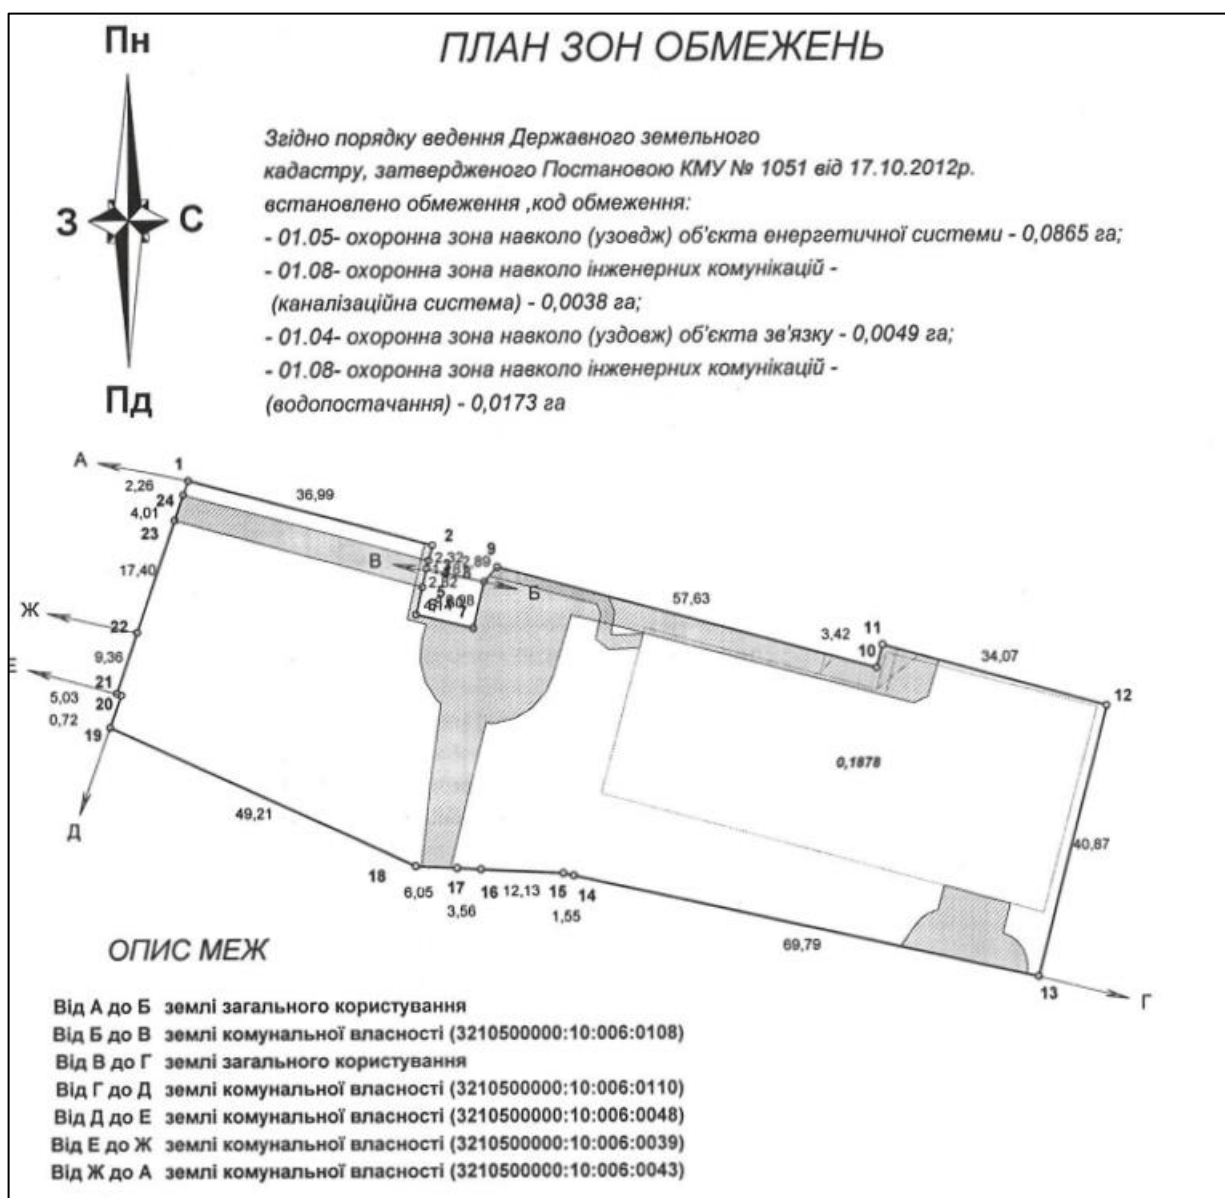 Пн
ПЛАН ЗОН ОБМЕЖЕНЬ
Згідно порядку ведення Державного земельного
кадастру, затвердженого Постановою КМУ № 1051 від 17.10.2012р.
встановлено обмеження ,код обмеження:
- 01.05- охоронна зона навколо (узовдж) об'єкта енергетичної системи - 0,0865 га;
- 01.08- охоронна зона навколо інженерних комунікацій -
(каналізаційна система) - 0,0038 га;
- 01.04- охоронна зона навколо (уздовж) об'єкта зв'язку - 0,0049 га;
- 01.08- охоронна зона навколо інженерних комунікацій -
(водопостачання) - 0,0173 га
З
С
Пд
А
1
2,26
24
4,01
23
36,99
2
9
2,32
2,89
В
2,82
Б
7
17,40
57,63
Ж
22
3,42
11
10
34,07
12
9,36
Е
21
5,03
20
0,72
19
0,1878
49,21
Д
40,87
18
6,05
17
3,56
16
12,13
15
14
1,55
69,79
13
Г
ОПИС МЕЖ
Від А до Б землі загального користування
Від Б до В землі комунальної власності (3210500000:10:006:0108)
Від В до Г землі загального користування
Від Г до Д землі комунальної власності (3210500000:10:006:0110)
Від Д до Е землі комунальної власності (3210500000:10:006:0048)
Від Е до Ж землі комунальної власності (3210500000:10:006:0039)
Від Ж до А землі комунальної власності (3210500000:10:006:0043)